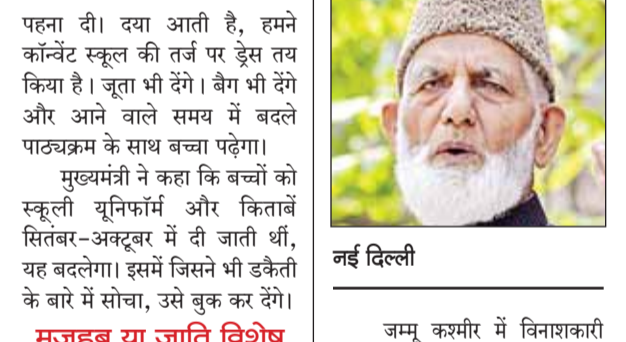 पहना दी। दया आती है, हमने
कॉन्वेंट स्कूल की तर्ज पर ड्रेस तय
किया है। जूता भी देंगे। बैग भी देंगे
और आने वाले समय में बदले
पाठ्यक्रम के साथ बच्चा पढ़ेगा।
मुख्यमंत्री ने कहा कि बच्चों को
स्कूली यूनिफॉर्म और किताबें
सितंबर-अक्टूबर में दी जाती थीं,
यह बदलेगा। इसमें जिसने भी डकैती
के बारे में सोचा, उसे बुक कर देंगे।
मजहब या जाति विशेष
नई दिल्ली
जम्मू कश्मीर में विनाशकारी